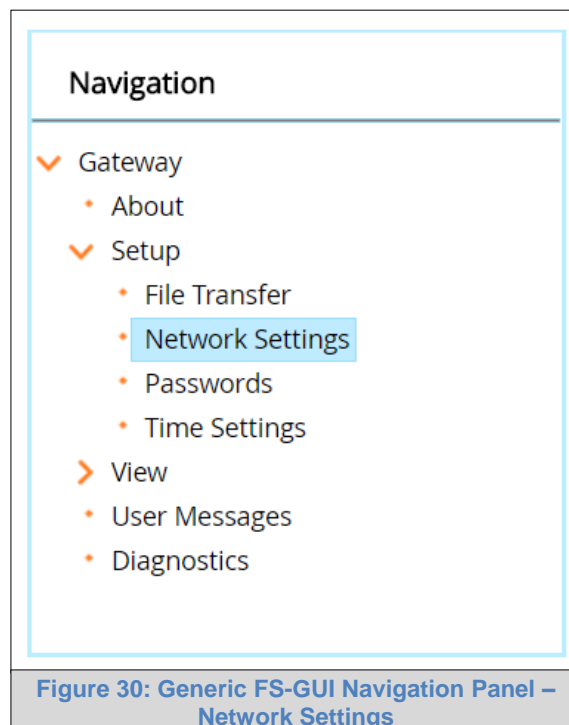 Navigation
Gateway
About
Setup
File Transfer
Network Settings
Passwords
Time Settings
View
User Messages
Diagnostics
Figure 30: Generic FS-GUI Navigation Panel –
Network Settings